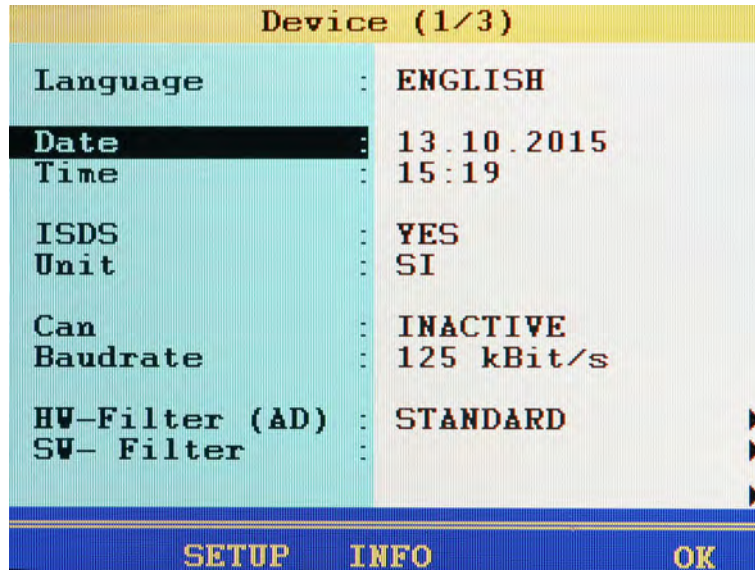 Device (1/3)
Language : ENGLISH
Date : 13.10.2015
Time : 15:19
ISDS : YES
Unit : SI
Can : INACTIVE
Baudrate : 125 kBit/s
HW-Filter (AD) : STANDARD
SW- Filter :
SETUP INFO OK